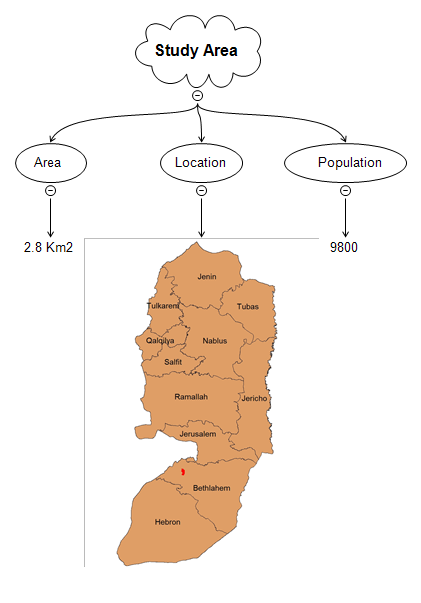 Study Area
Area
Location
Population
2.8 Km2
9800
Jenin
Tulkarem
Tubas
Qalqilya
Nablus
Salfit
Ramallah
Jericho
Jerusalem
Bethlahem
Hebron